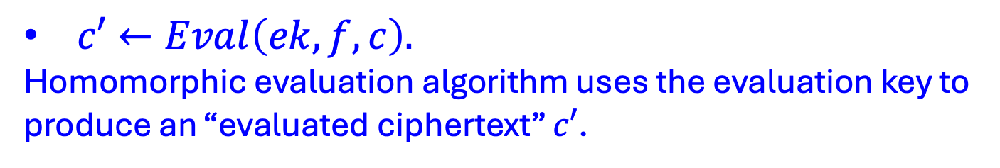 • c′ ← Eval(ek, f, c).
Homomorphic evaluation algorithm uses the evaluation key to
produce an “evaluated ciphertext” c′.